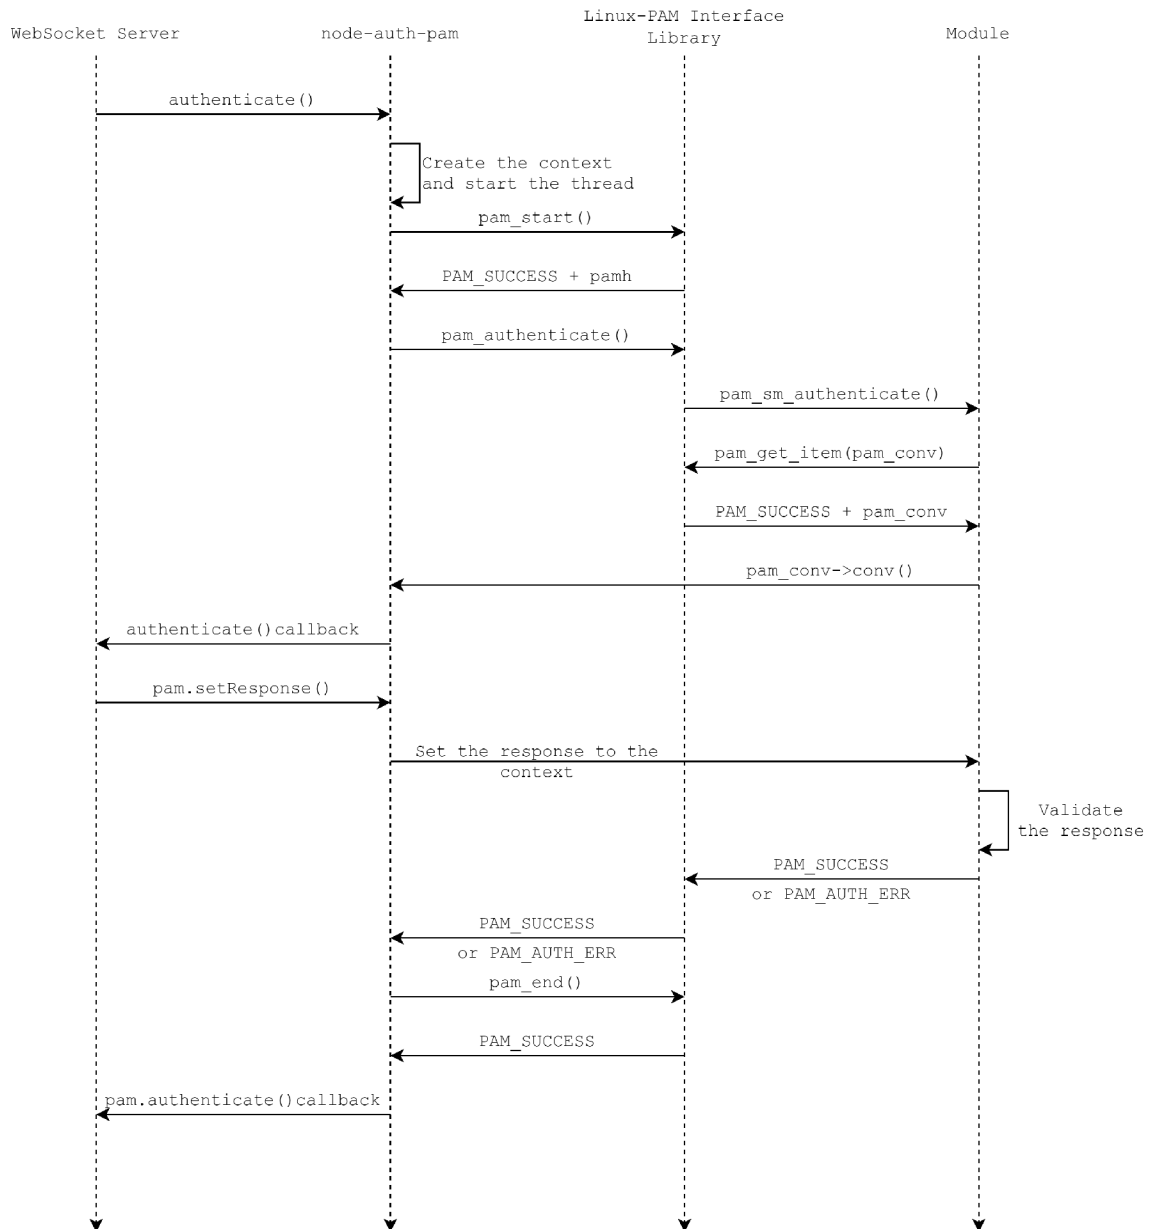 WebSocket Server
node-auth-pam
Linux-PAM Interface
Library
Module
authenticate()
Create the context
and start the thread
pam_start()
PAM_SUCCESS + pamh
pam_authenticate()
pam_sm_authenticate()
pam_get_item(pam_conv)
PAM_SUCCESS + pam_conv
pam_conv->conv()
authenticate()callback
pam.setResponse()
Set the response to the
context
Validate
the response
PAM_SUCCESS
or PAM_AUTH_ERR
PAM_SUCCESS
or PAM_AUTH_ERR
pam_end()
PAM_SUCCESS
pam.authenticate()callback